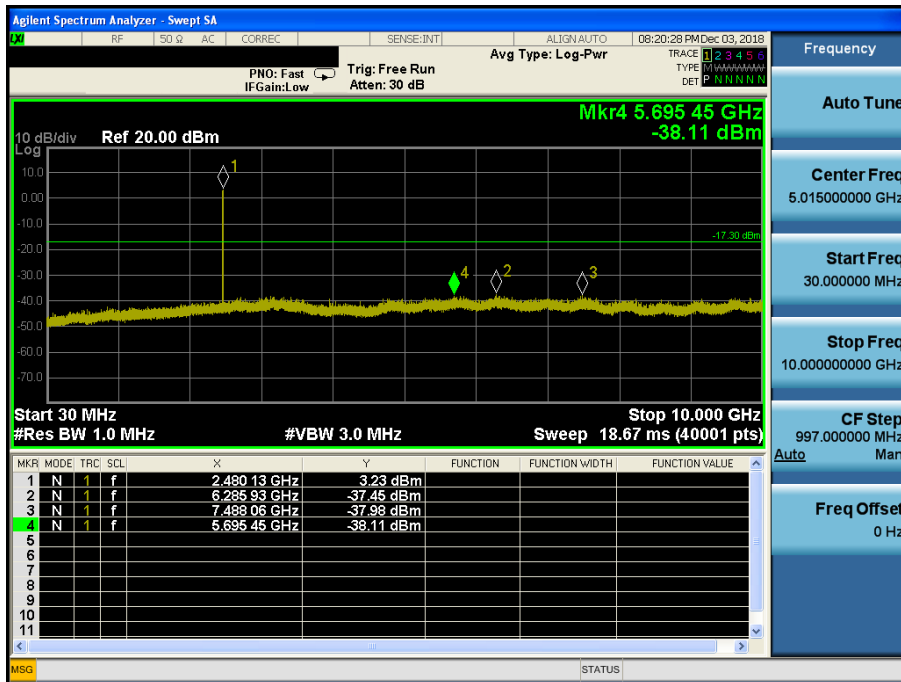 Agilent Spectrum Analyzer - Swept SA
LXI RF 50 Ω AC CORREC SENSE:INT ALIGN AUTO 08:20:28 PM Dec 03, 2018
Avg Type: Log-Pwr
PNO: Fast
IFGain:Low
Trig: Free Run
Atten: 30 dB
TRACE 1 2 3 4 5 6
TYPE MWWWWW
DET P N N N N N
Mkr4 5.695 45 GHz
-38.11 dBm
10 dB/div
Log
Ref 20.00 dBm
10.0
0.00
-10.0
-20.0
-30.0
-40.0
-50.0
-60.0
-70.0
1
-17.30 dBm
4
2
3
Start 30 MHz
Stop 10.000 GHz
#Res BW 1.0 MHz
#VBW 3.0 MHz
Sweep 18.67 ms (40001 pts)
MKR MODE TRC SCL X Y FUNCTION FUNCTION WIDTH FUNCTION VALUE
1 N 1 f 2.480 13 GHz 3.23 dBm
2 N 1 f 6.285 93 GHz -37.45 dBm
3 N 1 f 7.488 06 GHz -37.98 dBm
4 N 1 f 5.695 45 GHz -38.11 dBm
5
6
7
8
9
10
11
MSG
STATUS
Frequency
Auto Tune
Center Freq
5.015000000 GHz
Start Freq
30.000000 MHz
Stop Freq
10.000000000 GHz
CF Step
997.000000 MHz
Auto Man
Freq Offset
0 Hz